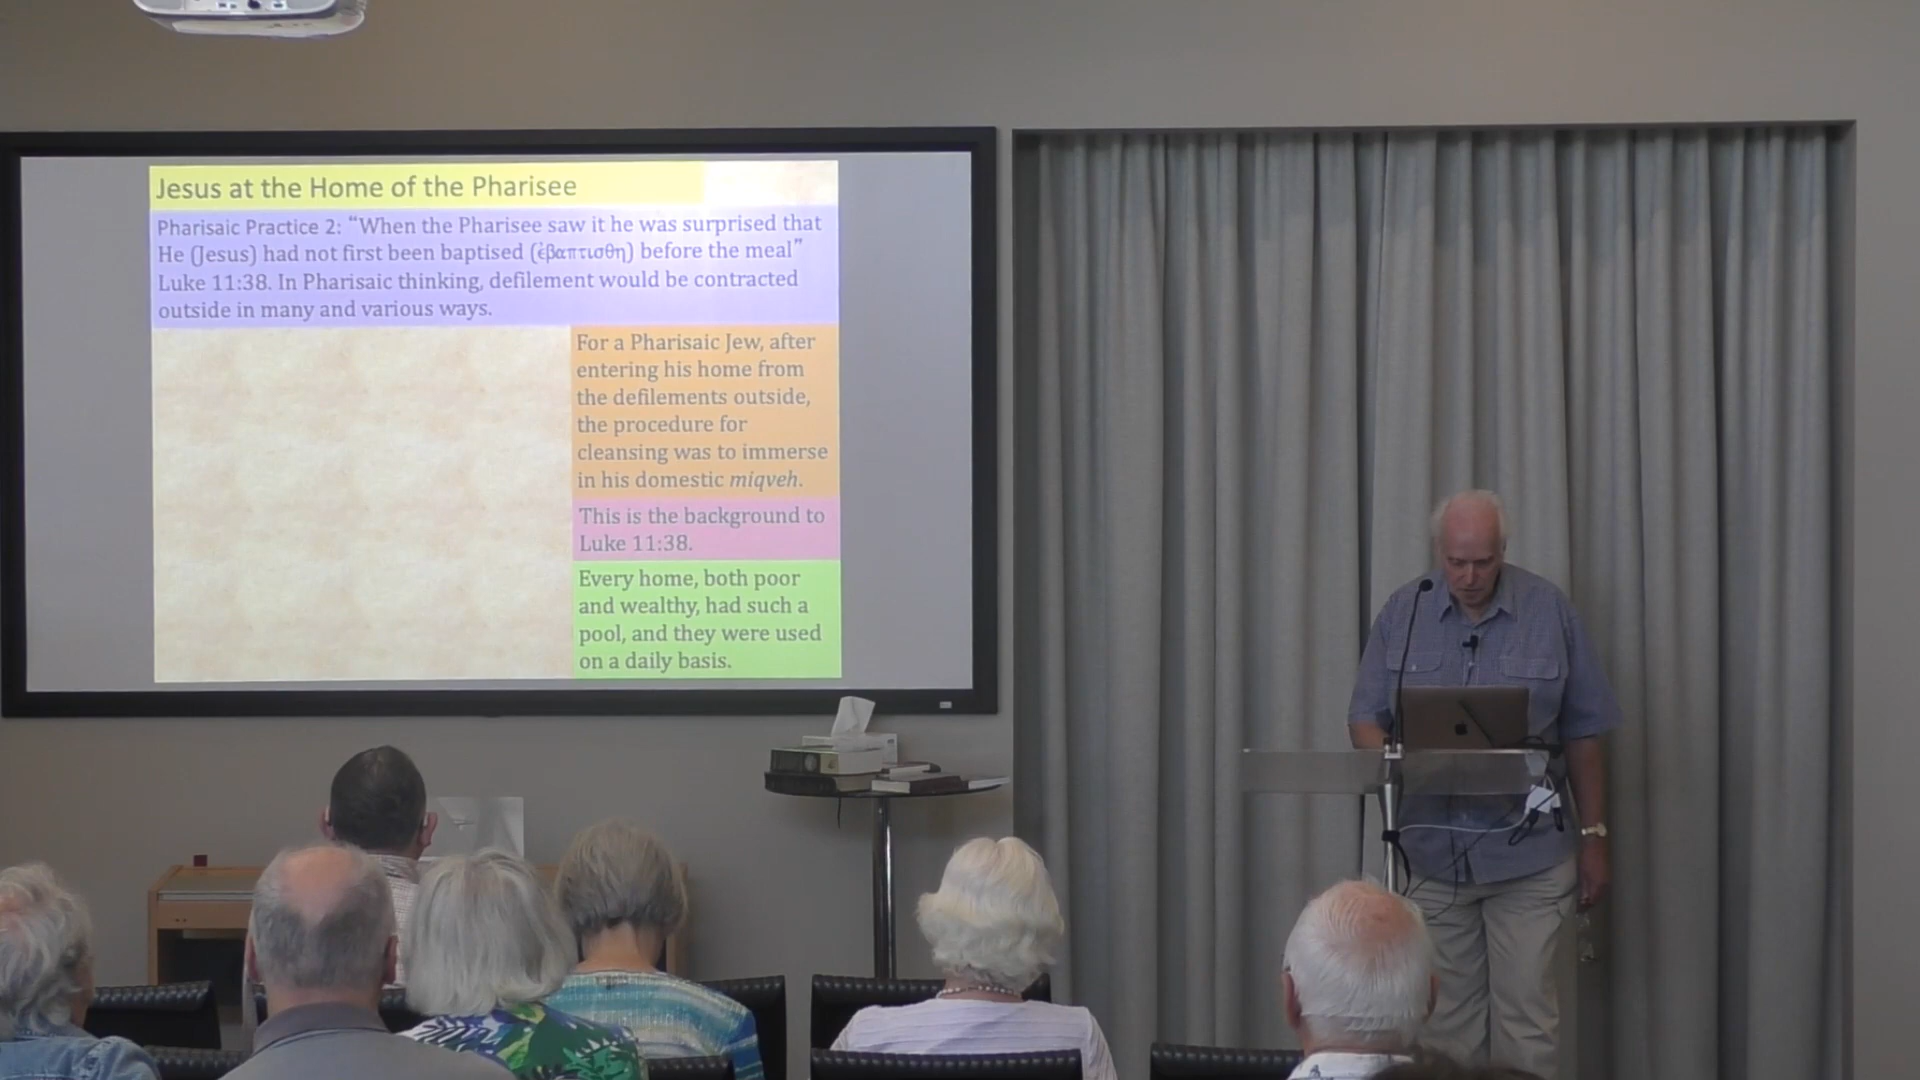 Jesus at the Home of the Pharisee
Pharisaic Practice 2: “When the Pharisee saw it he was surprised that
He (Jesus) had not first been baptised (ἐβαπτισθη) before the meal”
Luke 11:38. In Pharisaic thinking, defilement would be contracted
outside in many and various ways.
For a Pharisaic Jew, after
entering his home from
the defilements outside,
the procedure for
cleansing was to immerse
in his domestic miqveh.
This is the background to
Luke 11:38.
Every home, both poor
and wealthy, had such a
pool, and they were used
on a daily basis.